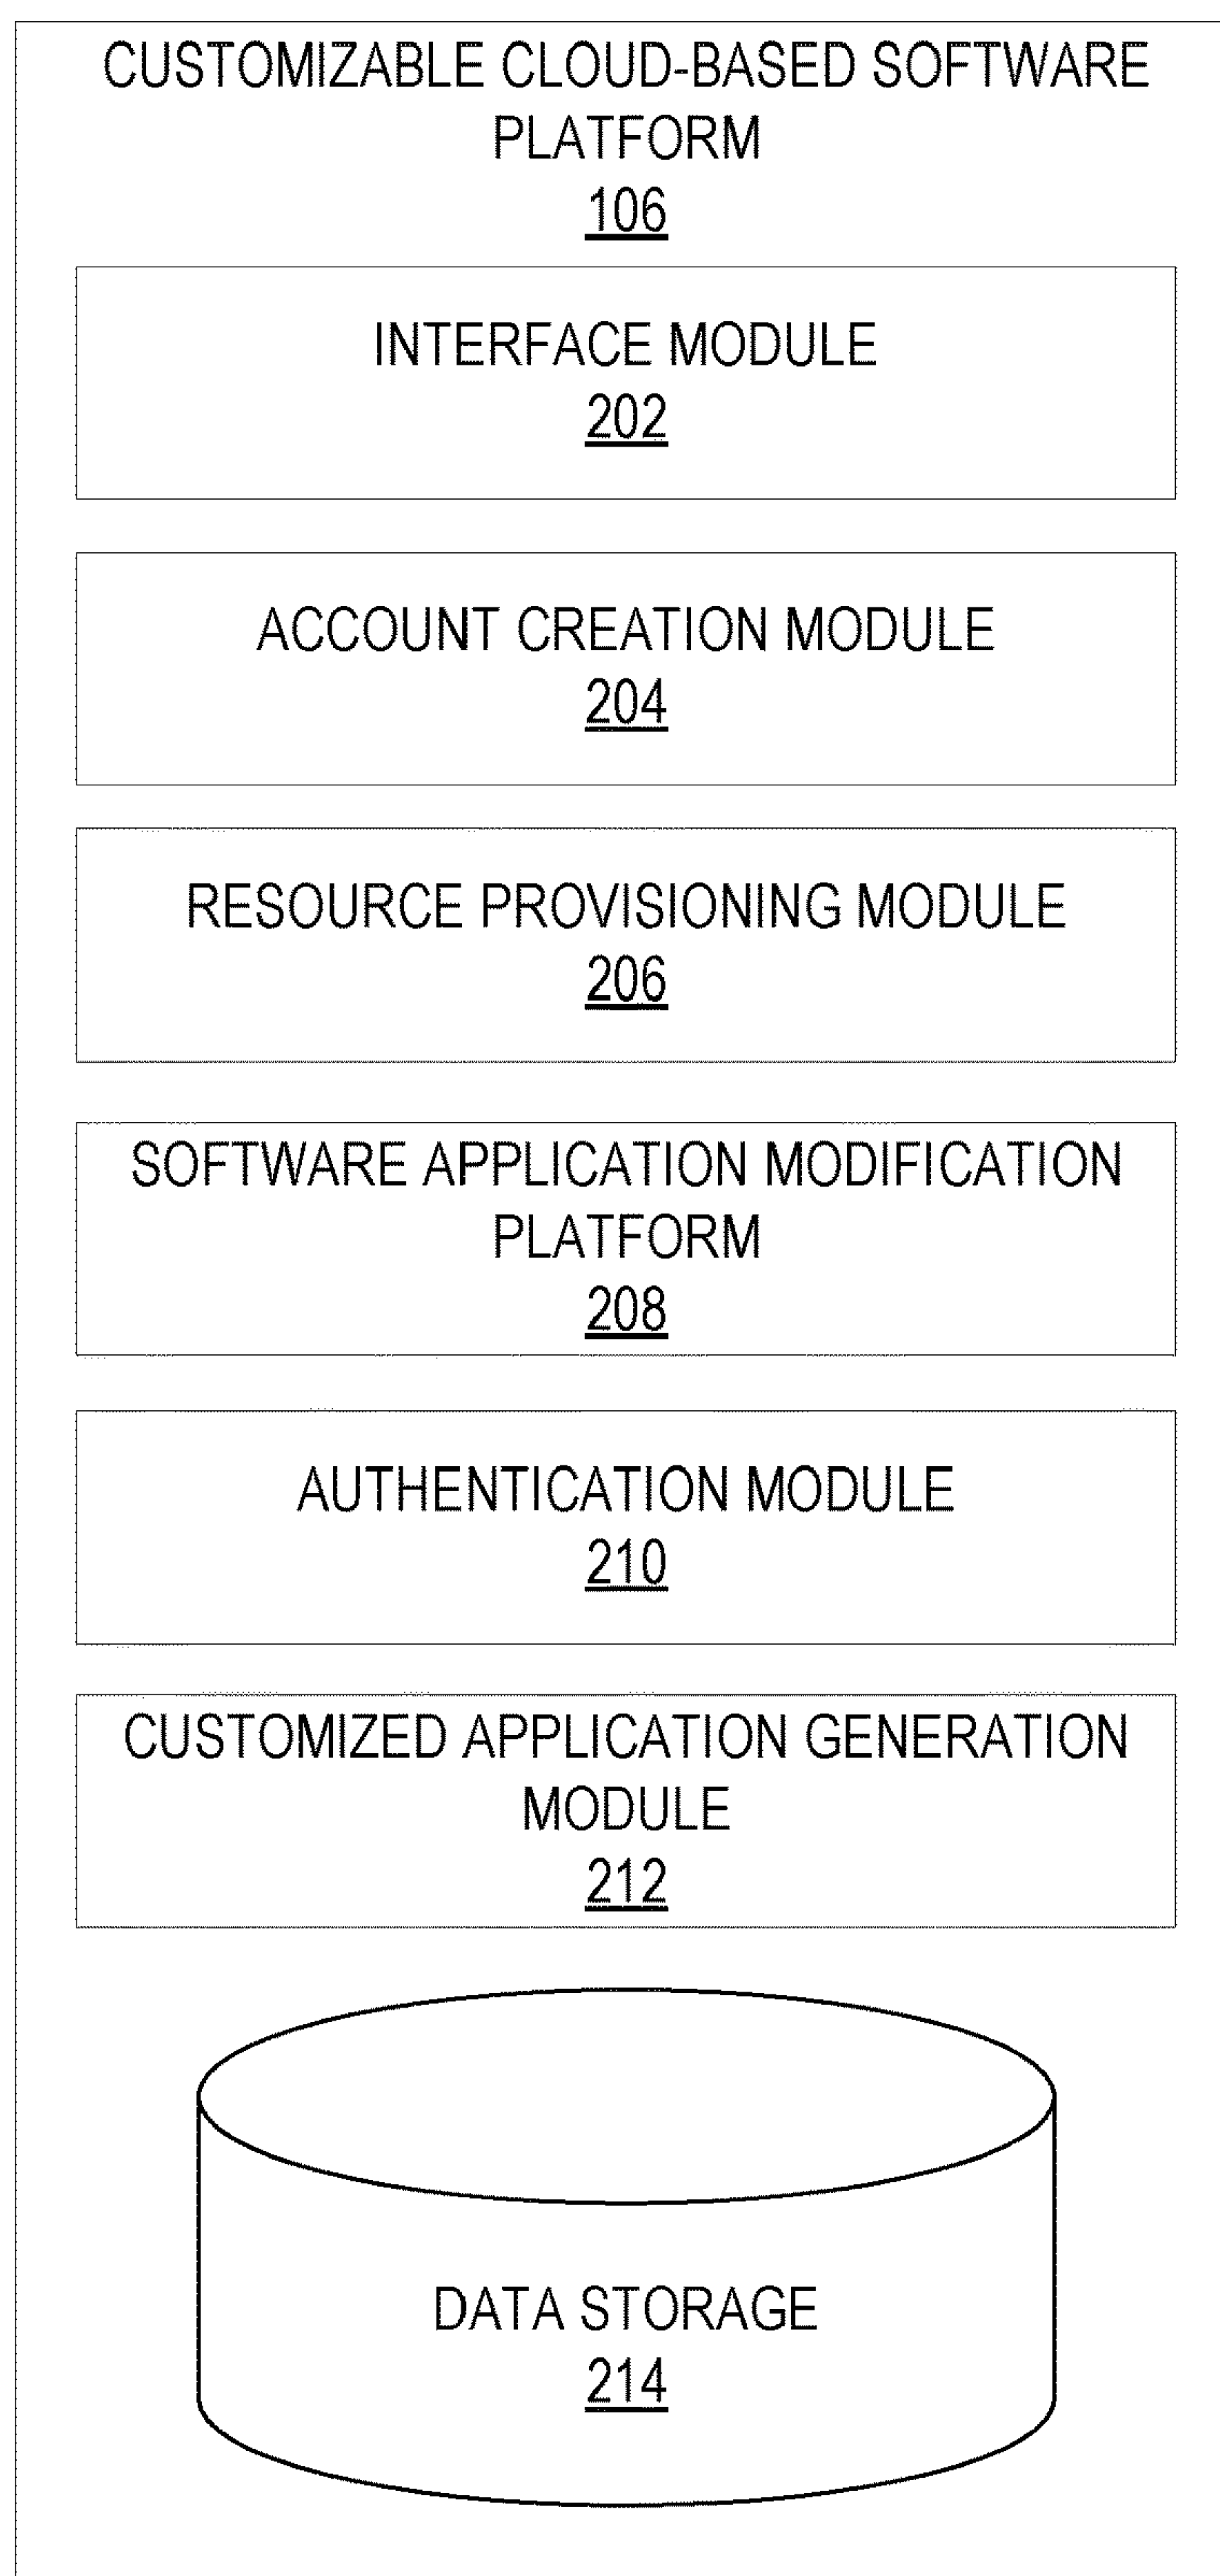 CUSTOMIZABLE CLOUD-BASED SOFTWARE
PLATFORM
106
INTERFACE MODULE
202
ACCOUNT CREATION MODULE
204
RESOURCE PROVISIONING MODULE
206
SOFTWARE APPLICATION MODIFICATION
PLATFORM
208
AUTHENTICATION MODULE
210
CUSTOMIZED APPLICATION GENERATION
MODULE
212
DATA STORAGE
214